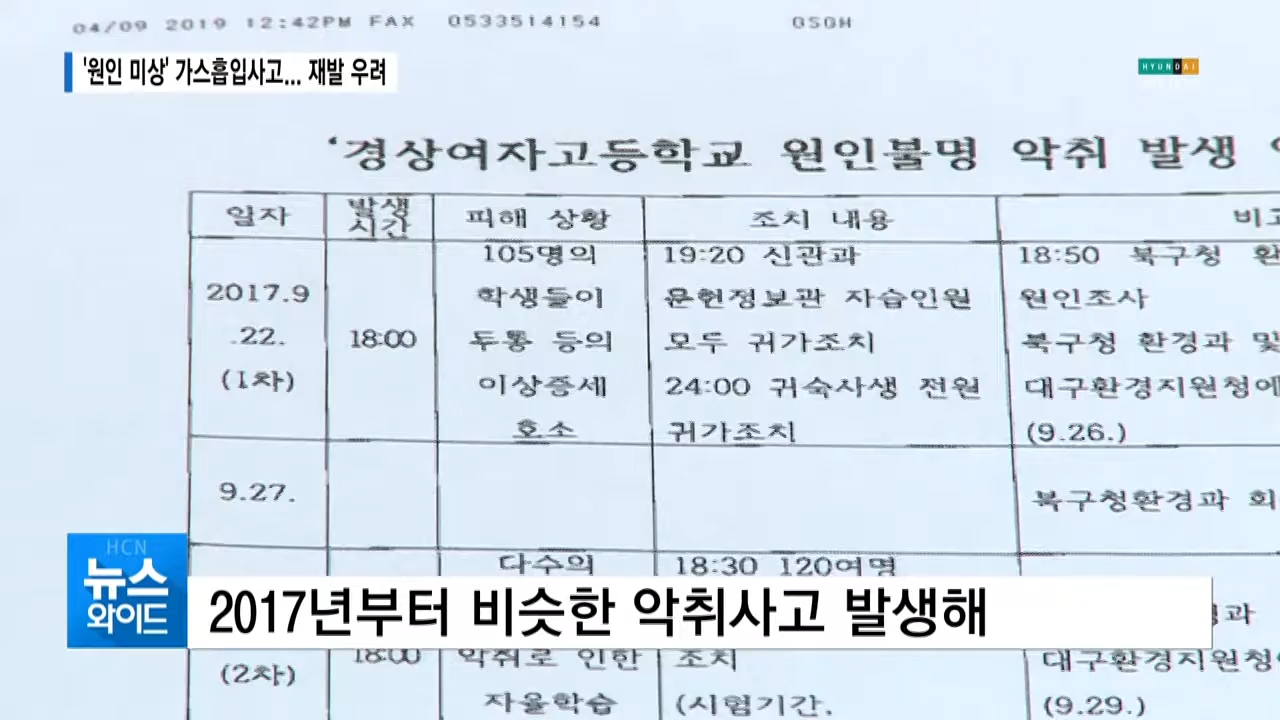 04/09 2019 12:42PM FAX 0533514154 GSGH
'원인 미상' 가스흡입사고... 재발 우려
HYUNDAI
‘경상여자고등학교 원인불명 악취 발생
일자
발생
시간
피해 상황
조치 내용
비고
2017.9
.22.
(1차)
18:00
105명의
학생들이
두통 등의
이상증세
호소
19:20 신관과
문헌정보관 자습인원
모두 귀가조치
24:00 귀숙사생 전원
귀가조치
18:50 북구청 환
원인조사
북구청 환경과 및
대구환경지원청에
(9.26.)
9.27.
북구청환경과 회
(2차)
18:00
다수의
악취로 인한
자율학습
18:30 120여명
조치
(시험기간,
경과
대구환경지원청
(9.29.)
HCN
뉴스
와이드
2017년부터 비슷한 악취사고 발생해